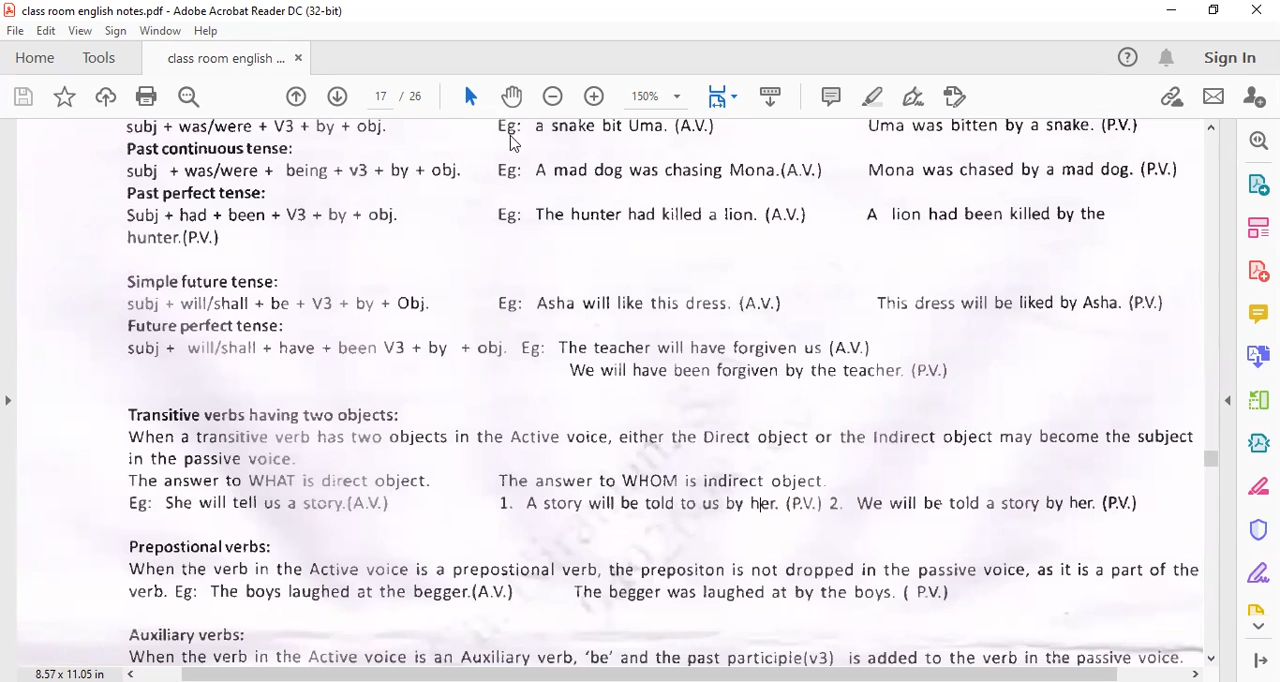 class room english notes.pdf - Adobe Acrobat Reader DC (32-bit)
File Edit View Sign Window Help
Home Tools class room english ... × Sign In
17 / 26 150%
subj + was/were + V3 + by + obj. Eg: a snake bit Uma. (A.V.) Uma was bitten by a snake. (P.V.)
Past continuous tense:
subj + was/were + being + v3 + by + obj. Eg: A mad dog was chasing Mona.(A.V.) Mona was chased by a mad dog. (P.V.)
Past perfect tense:
Subj + had + been + V3 + by + obj. Eg: The hunter had killed a lion. (A.V.) A lion had been killed by the
hunter.(P.V.)
Simple future tense:
subj + will/shall + be + V3 + by + Obj. Eg: Asha will like this dress. (A.V.) This dress will be liked by Asha. (P.V.)
Future perfect tense:
subj + will/shall + have + been V3 + by + obj. Eg: The teacher will have forgiven us (A.V.)
We will have been forgiven by the teacher. (P.V.)
Transitive verbs having two objects:
When a transitive verb has two objects in the Active voice, either the Direct object or the Indirect object may become the subject
in the passive voice.
The answer to WHAT is direct object. The answer to WHOM is indirect object.
Eg: She will tell us a story.(A.V.) 1. A story will be told to us by her. (P.V.) 2. We will be told a story by her. (P.V.)
Prepostional verbs:
When the verb in the Active voice is a prepostional verb, the prepositon is not dropped in the passive voice, as it is a part of the
verb. Eg: The boys laughed at the begger.(A.V.) The begger was laughed at by the boys. ( P.V.)
Auxiliary verbs:
When the verb in the Active voice is an Auxiliary verb, ‘be’ and the past participle(v3) is added to the verb in the passive voice.
8.57 x 11.05 in